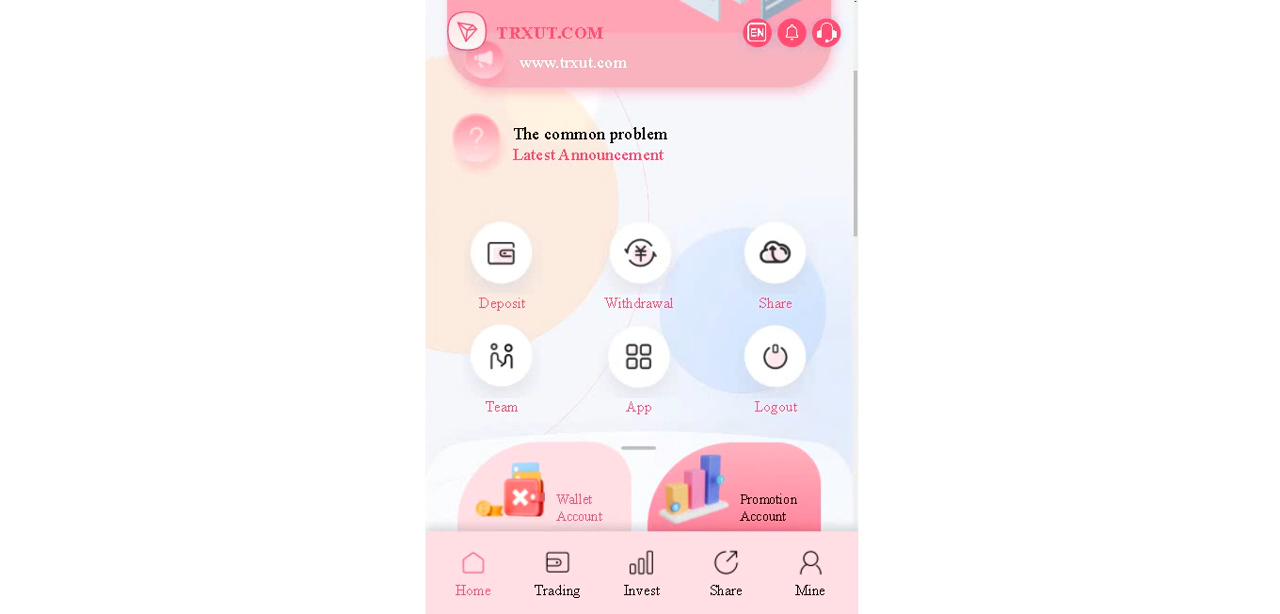 TRXUT.COM
EN
www.trxut.com
The common problem
Latest Announcement
Deposit
Withdrawal
Share
Team
App
Logout
Wallet
Account
Promotion
Account
Home
Trading
Invest
Share
Mine